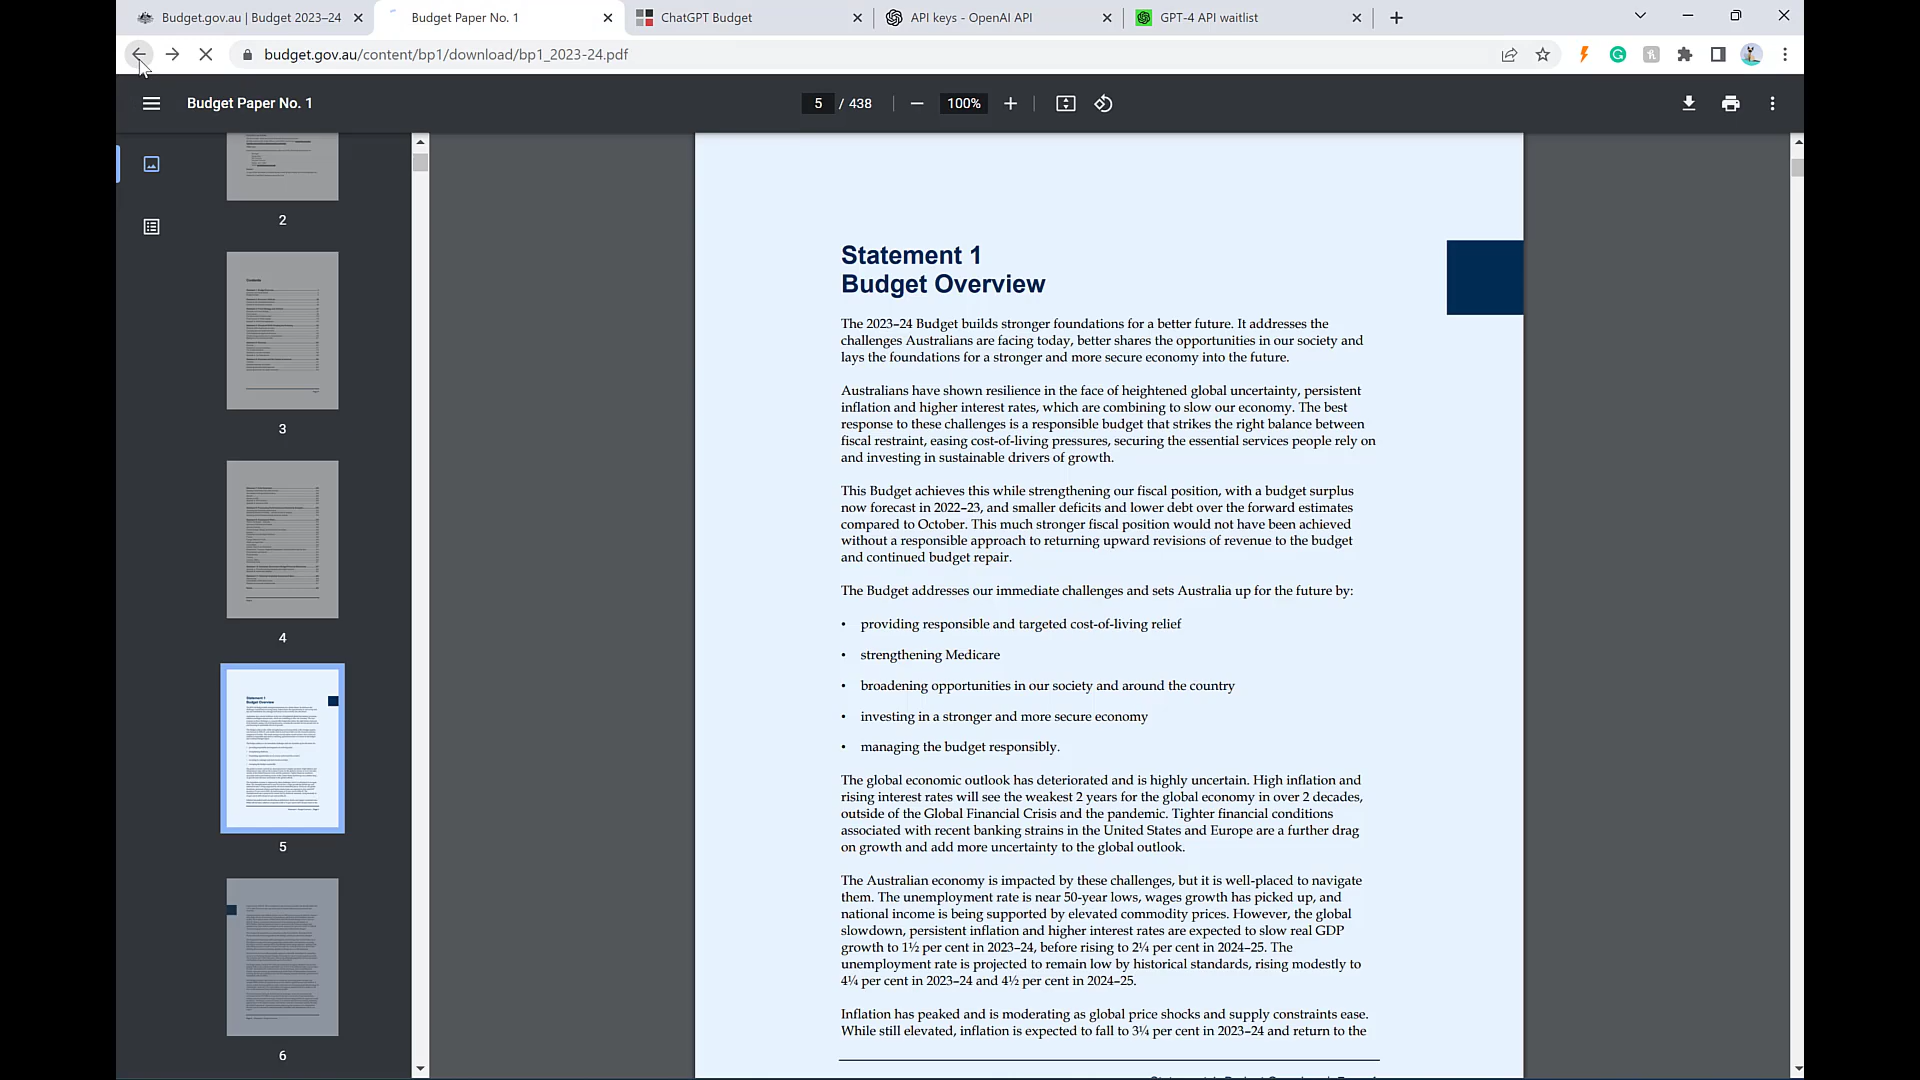 Budget.gov.au | Budget 2023–24
Budget Paper No. 1
ChatGPT Budget
API keys - OpenAI API
GPT-4 API waitlist
budget.gov.au/content/bp1/download/bp1_2023-24.pdf
Budget Paper No. 1
5 / 438
100%
2
3
4
5
6
Statement 1
Budget Overview
The 2023–24 Budget builds stronger foundations for a better future. It addresses the
challenges Australians are facing today, better shares the opportunities in our society and
lays the foundations for a stronger and more secure economy into the future.
Australians have shown resilience in the face of heightened global uncertainty, persistent
inflation and higher interest rates, which are combining to slow our economy. The best
response to these challenges is a responsible budget that strikes the right balance between
fiscal restraint, easing cost-of-living pressures, securing the essential services people rely on
and investing in sustainable drivers of growth.
This Budget achieves this while strengthening our fiscal position, with a budget surplus
now forecast in 2022–23, and smaller deficits and lower debt over the forward estimates
compared to October. This much stronger fiscal position would not have been achieved
without a responsible approach to returning upward revisions of revenue to the budget
and continued budget repair.
The Budget addresses our immediate challenges and sets Australia up for the future by:
• providing responsible and targeted cost-of-living relief
• strengthening Medicare
• broadening opportunities in our society and around the country
• investing in a stronger and more secure economy
• managing the budget responsibly.
The global economic outlook has deteriorated and is highly uncertain. High inflation and
rising interest rates will see the weakest 2 years for the global economy in over 2 decades,
outside of the Global Financial Crisis and the pandemic. Tighter financial conditions
associated with recent banking strains in the United States and Europe are a further drag
on growth and add more uncertainty to the global outlook.
The Australian economy is impacted by these challenges, but it is well-placed to navigate
them. The unemployment rate is near 50-year lows, wages growth has picked up, and
national income is being supported by elevated commodity prices. However, the global
slowdown, persistent inflation and higher interest rates are expected to slow real GDP
growth to 1½ per cent in 2023–24, before rising to 2¼ per cent in 2024–25. The
unemployment rate is projected to remain low by historical standards, rising modestly to
4¼ per cent in 2023–24 and 4½ per cent in 2024–25.
Inflation has peaked and is moderating as global price shocks and supply constraints ease.
While still elevated, inflation is expected to fall to 3¼ per cent in 2023–24 and return to the